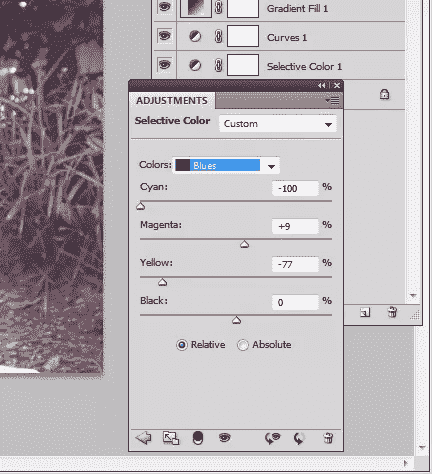 Gradient Fill 1
Curves 1
Selective Color 1
ADJUSTMENTS
Selective Color Custom
Colors: Blues
Cyan: -100 %
Magenta: +9 %
Yellow: -77 %
Black: 0 %
Relative Absolute